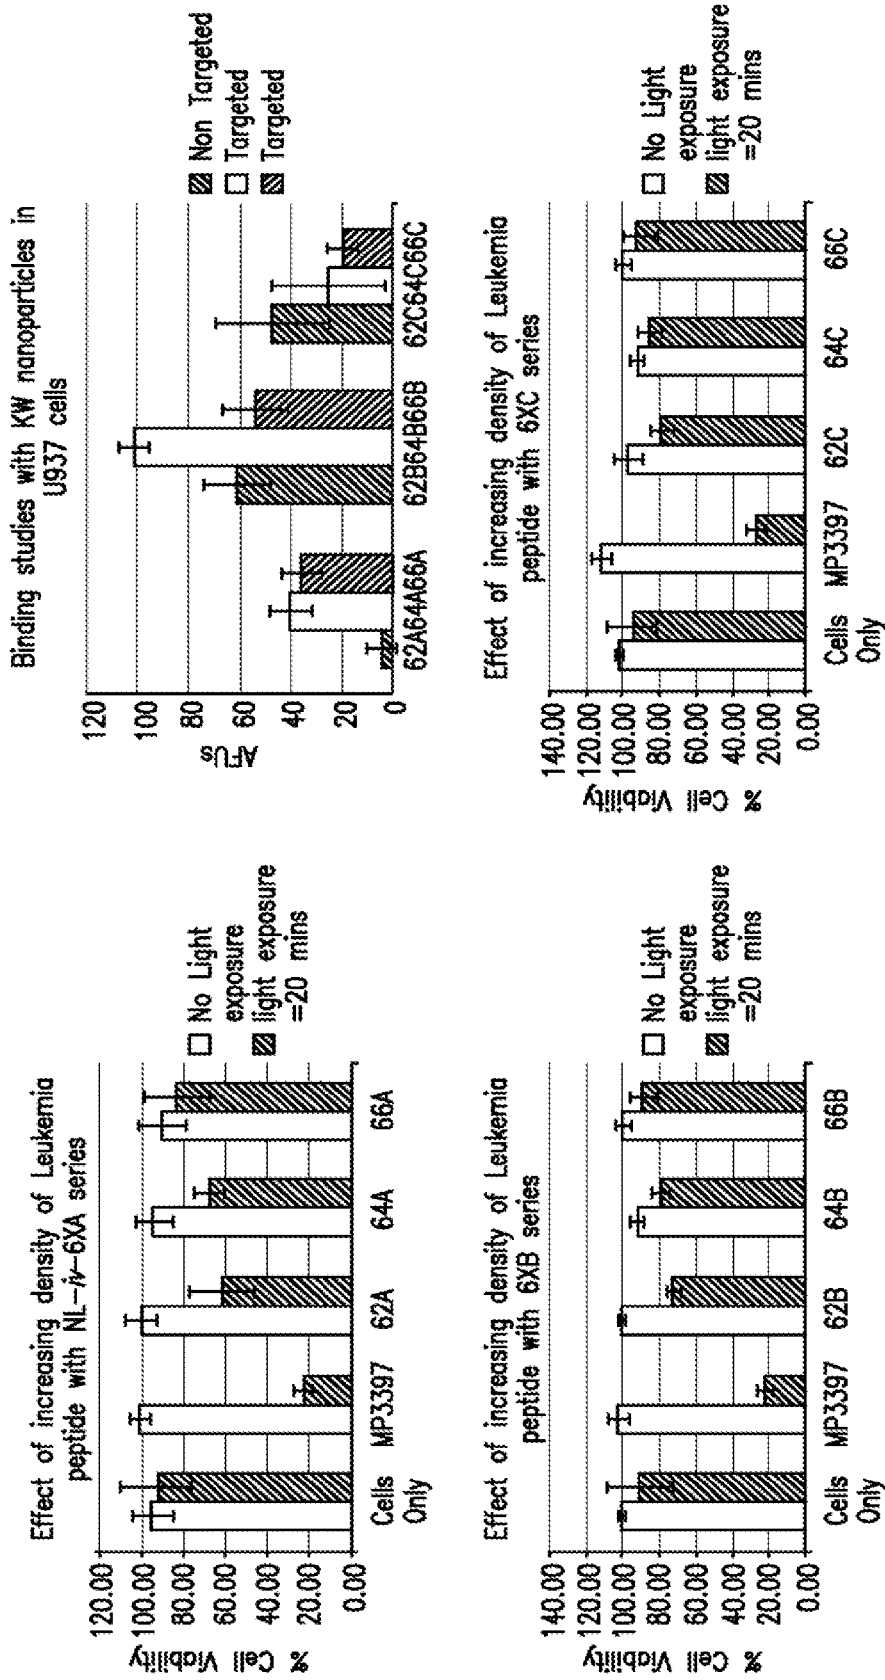 Effect of increasing density of Leukemia
peptide with NL-iv-6XA series
120.00
100.00
80.00
60.00
40.00
20.00
0.00
% Cell Viability
Cells
Only
MP3397
62A
64A
66A
No Light
exposure
light exposure
=20 mins
Binding studies with KW nanoparticles in
U937 cells
120
100
80
60
40
20
0
AFUs
62A64A66A
62B64B66B
62C64C66C
Non Targeted
Targeted
Targeted
Effect of increasing density of Leukemia
peptide with 6XB series
140.00
120.00
100.00
80.00
60.00
40.00
20.00
0.00
% Cell Viability
Cells
Only
MP3397
62B
64B
66B
No Light
exposure
light exposure
=20 mins
Effect of increasing density of Leukemia
peptide with 6XC series
140.00
120.00
100.00
80.00
60.00
40.00
20.00
0.00
% Cell Viability
Cells
Only
MP3397
62C
64C
66C
No Light
exposure
light exposure
=20 mins